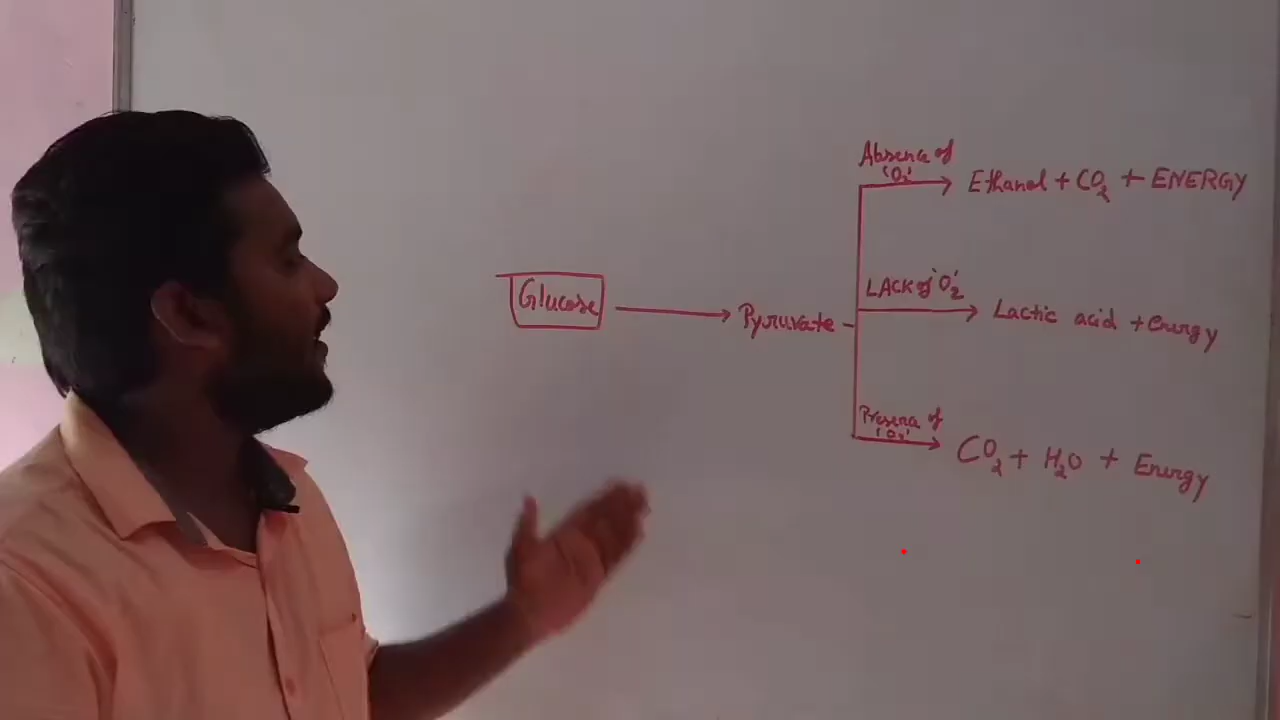 Absence of
'O₂'
Ethanol + CO₂ + ENERGY
LACK of 'O₂'
Glucose
Pyruvate
Lactic acid + Energy
Presence of
'O₂'
CO₂ + H₂O + Energy